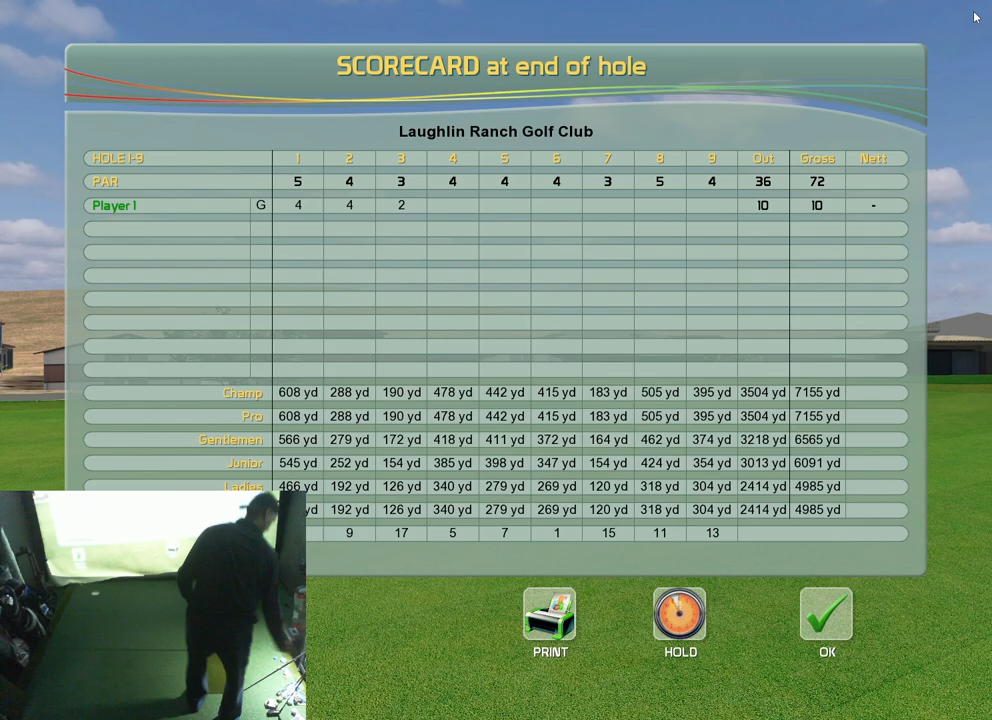 SCORECARD at end of hole
Laughlin Ranch Golf Club
HOLE 1-9 1 2 3 4 5 6 7 8 9 Out Gross Nett
PAR 5 4 3 4 4 4 3 5 4 36 72
Player 1 G 4 4 2 10 10 -
Champ 608 yd 288 yd 190 yd 478 yd 442 yd 415 yd 183 yd 505 yd 395 yd 3504 yd 7155 yd
Pro 608 yd 288 yd 190 yd 478 yd 442 yd 415 yd 183 yd 505 yd 395 yd 3504 yd 7155 yd
Gentlemen 566 yd 279 yd 172 yd 418 yd 411 yd 372 yd 164 yd 462 yd 374 yd 3218 yd 6565 yd
Junior 545 yd 252 yd 154 yd 385 yd 398 yd 347 yd 154 yd 424 yd 354 yd 3013 yd 6091 yd
Ladies 466 yd 192 yd 126 yd 340 yd 279 yd 269 yd 120 yd 318 yd 304 yd 2414 yd 4985 yd
yd 192 yd 126 yd 340 yd 279 yd 269 yd 120 yd 318 yd 304 yd 2414 yd 4985 yd
9 17 5 7 1 15 11 13
PRINT HOLD OK